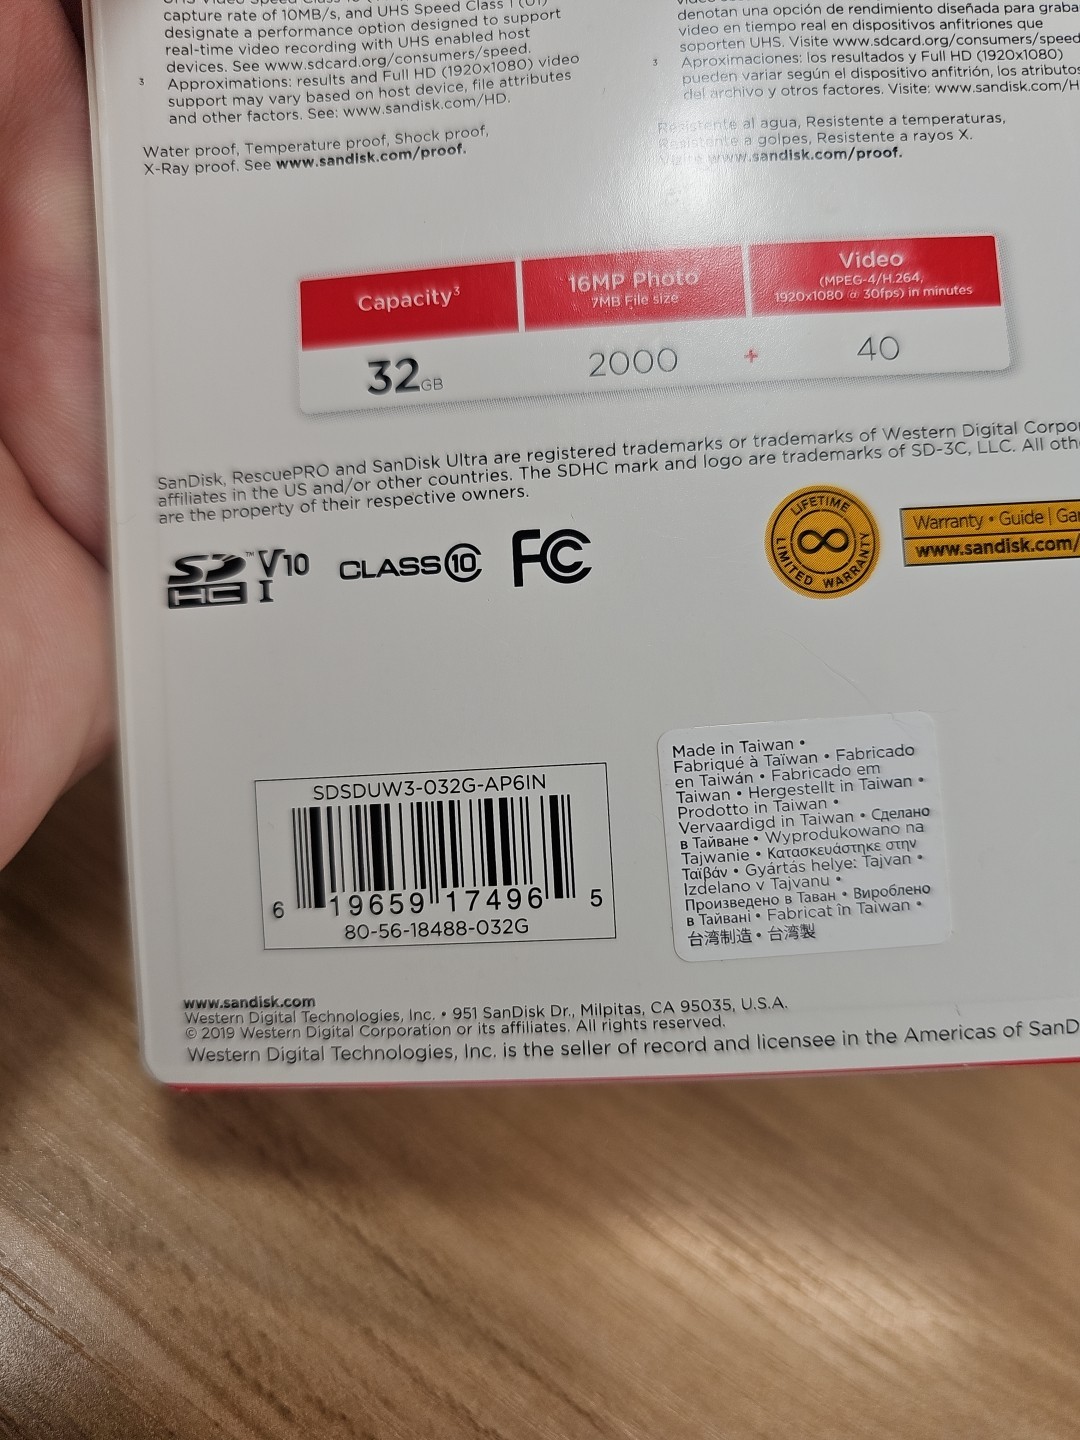 capture rate of 10MB/s, and UHS Speed Class 1 (U1)
designate a performance option designed to support
real-time video recording with UHS enabled host
devices. See www.sdcard.org/consumers/speed.
3 Approximations: results and Full HD (1920x1080) video
support may vary based on host device, file attributes
and other factors. See: www.sandisk.com/HD.
Water proof, Temperature proof, Shock proof,
X-Ray proof. See www.sandisk.com/proof.
denotan una opción de rendimiento diseñada para graba
video en tiempo real en dispositivos anfitriones que
soporten UHS. Visite www.sdcard.org/consumers/speed
3 Aproximaciones: los resultados y Full HD (1920x1080)
pueden variar según el dispositivo anfitrión, los atributos
del archivo y otros factores. Visite: www.sandisk.com/H
Resistente al agua, Resistente a temperaturas,
Resistente a golpes, Resistente a rayos X.
Visite www.sandisk.com/proof.
Capacity3
16MP Photo
7MB File size
Video
(MPEG-4/H.264,
1920x1080 @ 30fps) in minutes
32GB
2000 + 40
SanDisk, RescuePRO and SanDisk Ultra are registered trademarks or trademarks of Western Digital Corpo
affiliates in the US and/or other countries. The SDHC mark and logo are trademarks of SD-3C, LLC. All oth
are the property of their respective owners.
SD™ V10
HC I
CLASS 10
FC
LIFETIME
LIMITED WARRANTY
Warranty • Guide | Ga
www.sandisk.com/
SDSDUW3-032G-AP6IN
6 19659 17496 5
80-56-18488-032G
Made in Taiwan •
Fabriqué à Taïwan • Fabricado
en Taiwán • Fabricado em
Taiwan • Hergestellt in Taiwan •
Prodotto in Taiwan •
Vervaardigd in Taiwan • Сделано
в Тайване • Wyprodukowano na
Tajwanie • Κατασκευάστηκε στην
Ταϊβάν • Gyártás helye: Tajvan •
Izdelano v Tajvanu •
Произведено в Таван • Вироблено
в Тайвані • Fabricat în Taiwan •
台湾制造 • 台湾製
www.sandisk.com
Western Digital Technologies, Inc. • 951 SanDisk Dr., Milpitas, CA 95035, U.S.A.
© 2019 Western Digital Corporation or its affiliates. All rights reserved.
Western Digital Technologies, Inc. is the seller of record and licensee in the Americas of SanD